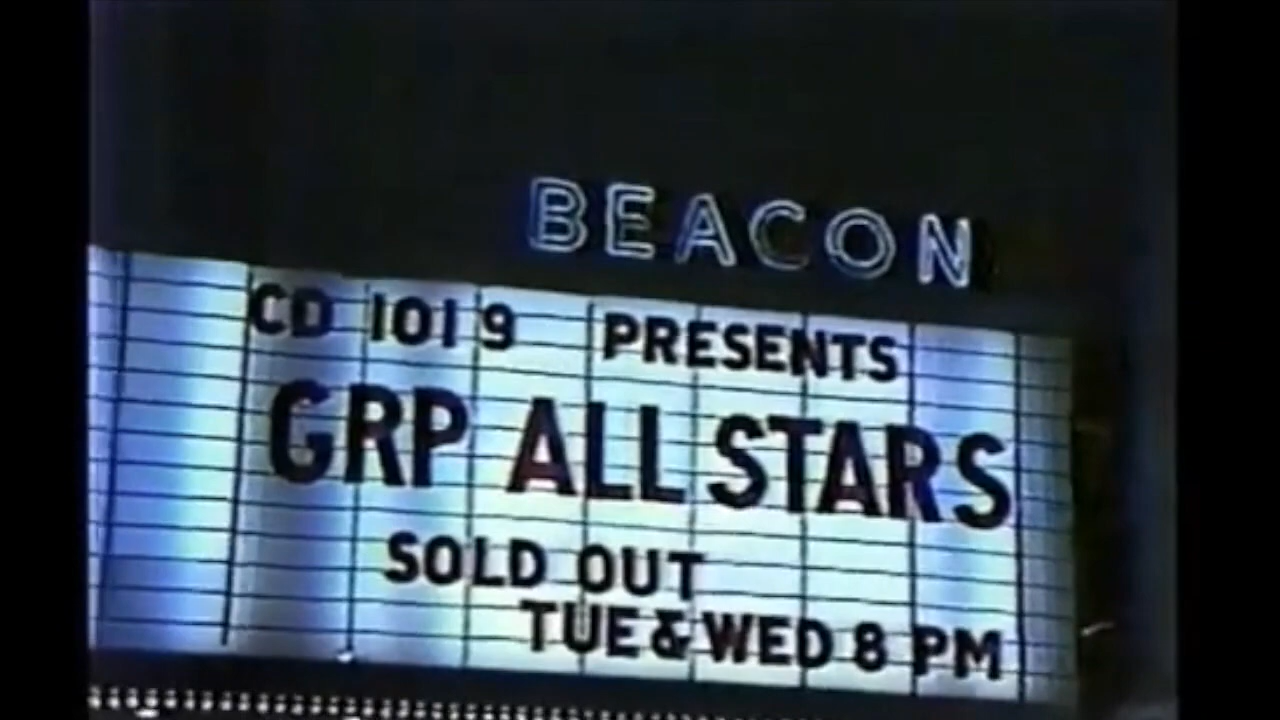 BEACON
CD 101 9 PRESENTS
GRP ALL STARS
SOLD OUT
TUE & WED 8 PM